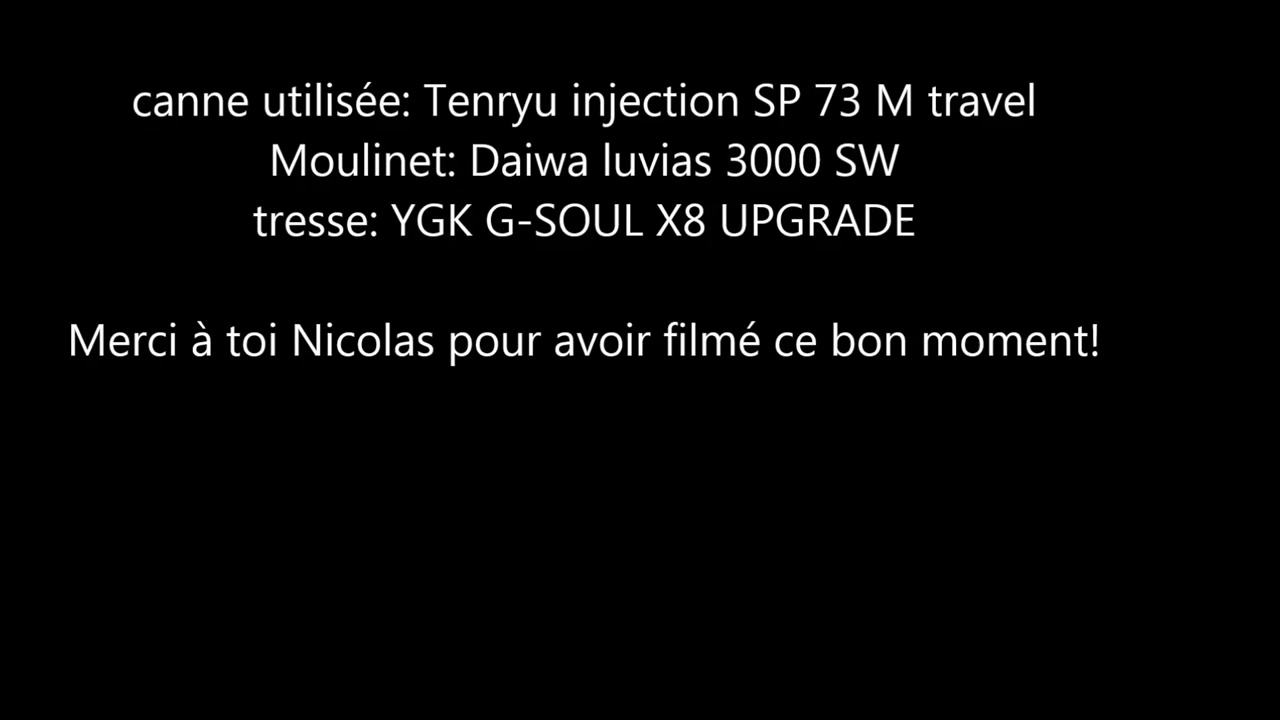 canne utilisée: Tenryu injection SP 73 M travel
Moulinet: Daiwa luvias 3000 SW
tresse: YGK G-SOUL X8 UPGRADE
Merci à toi Nicolas pour avoir filmé ce bon moment!